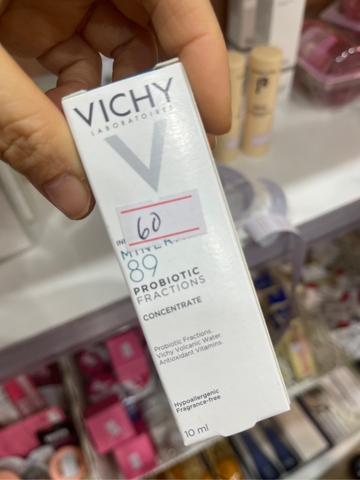 VICHY
LABORATOIRES
V
60
MINERAL
89
PROBIOTIC
FRACTIONS
CONCENTRATE
Probiotic Fractions.
Vichy Volcanic Water.
Antioxidant Vitamins.
Hypoallergenic
Fragrance-free
10 ml